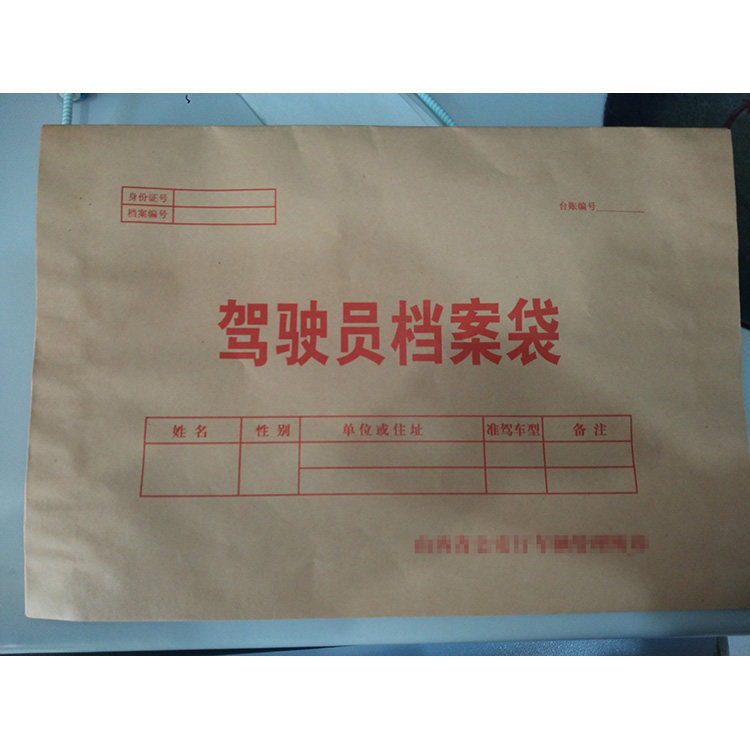 身份证号
档案编号
台账编号
驾驶员档案袋
姓名 性别 单位或住址 准驾车型 备注